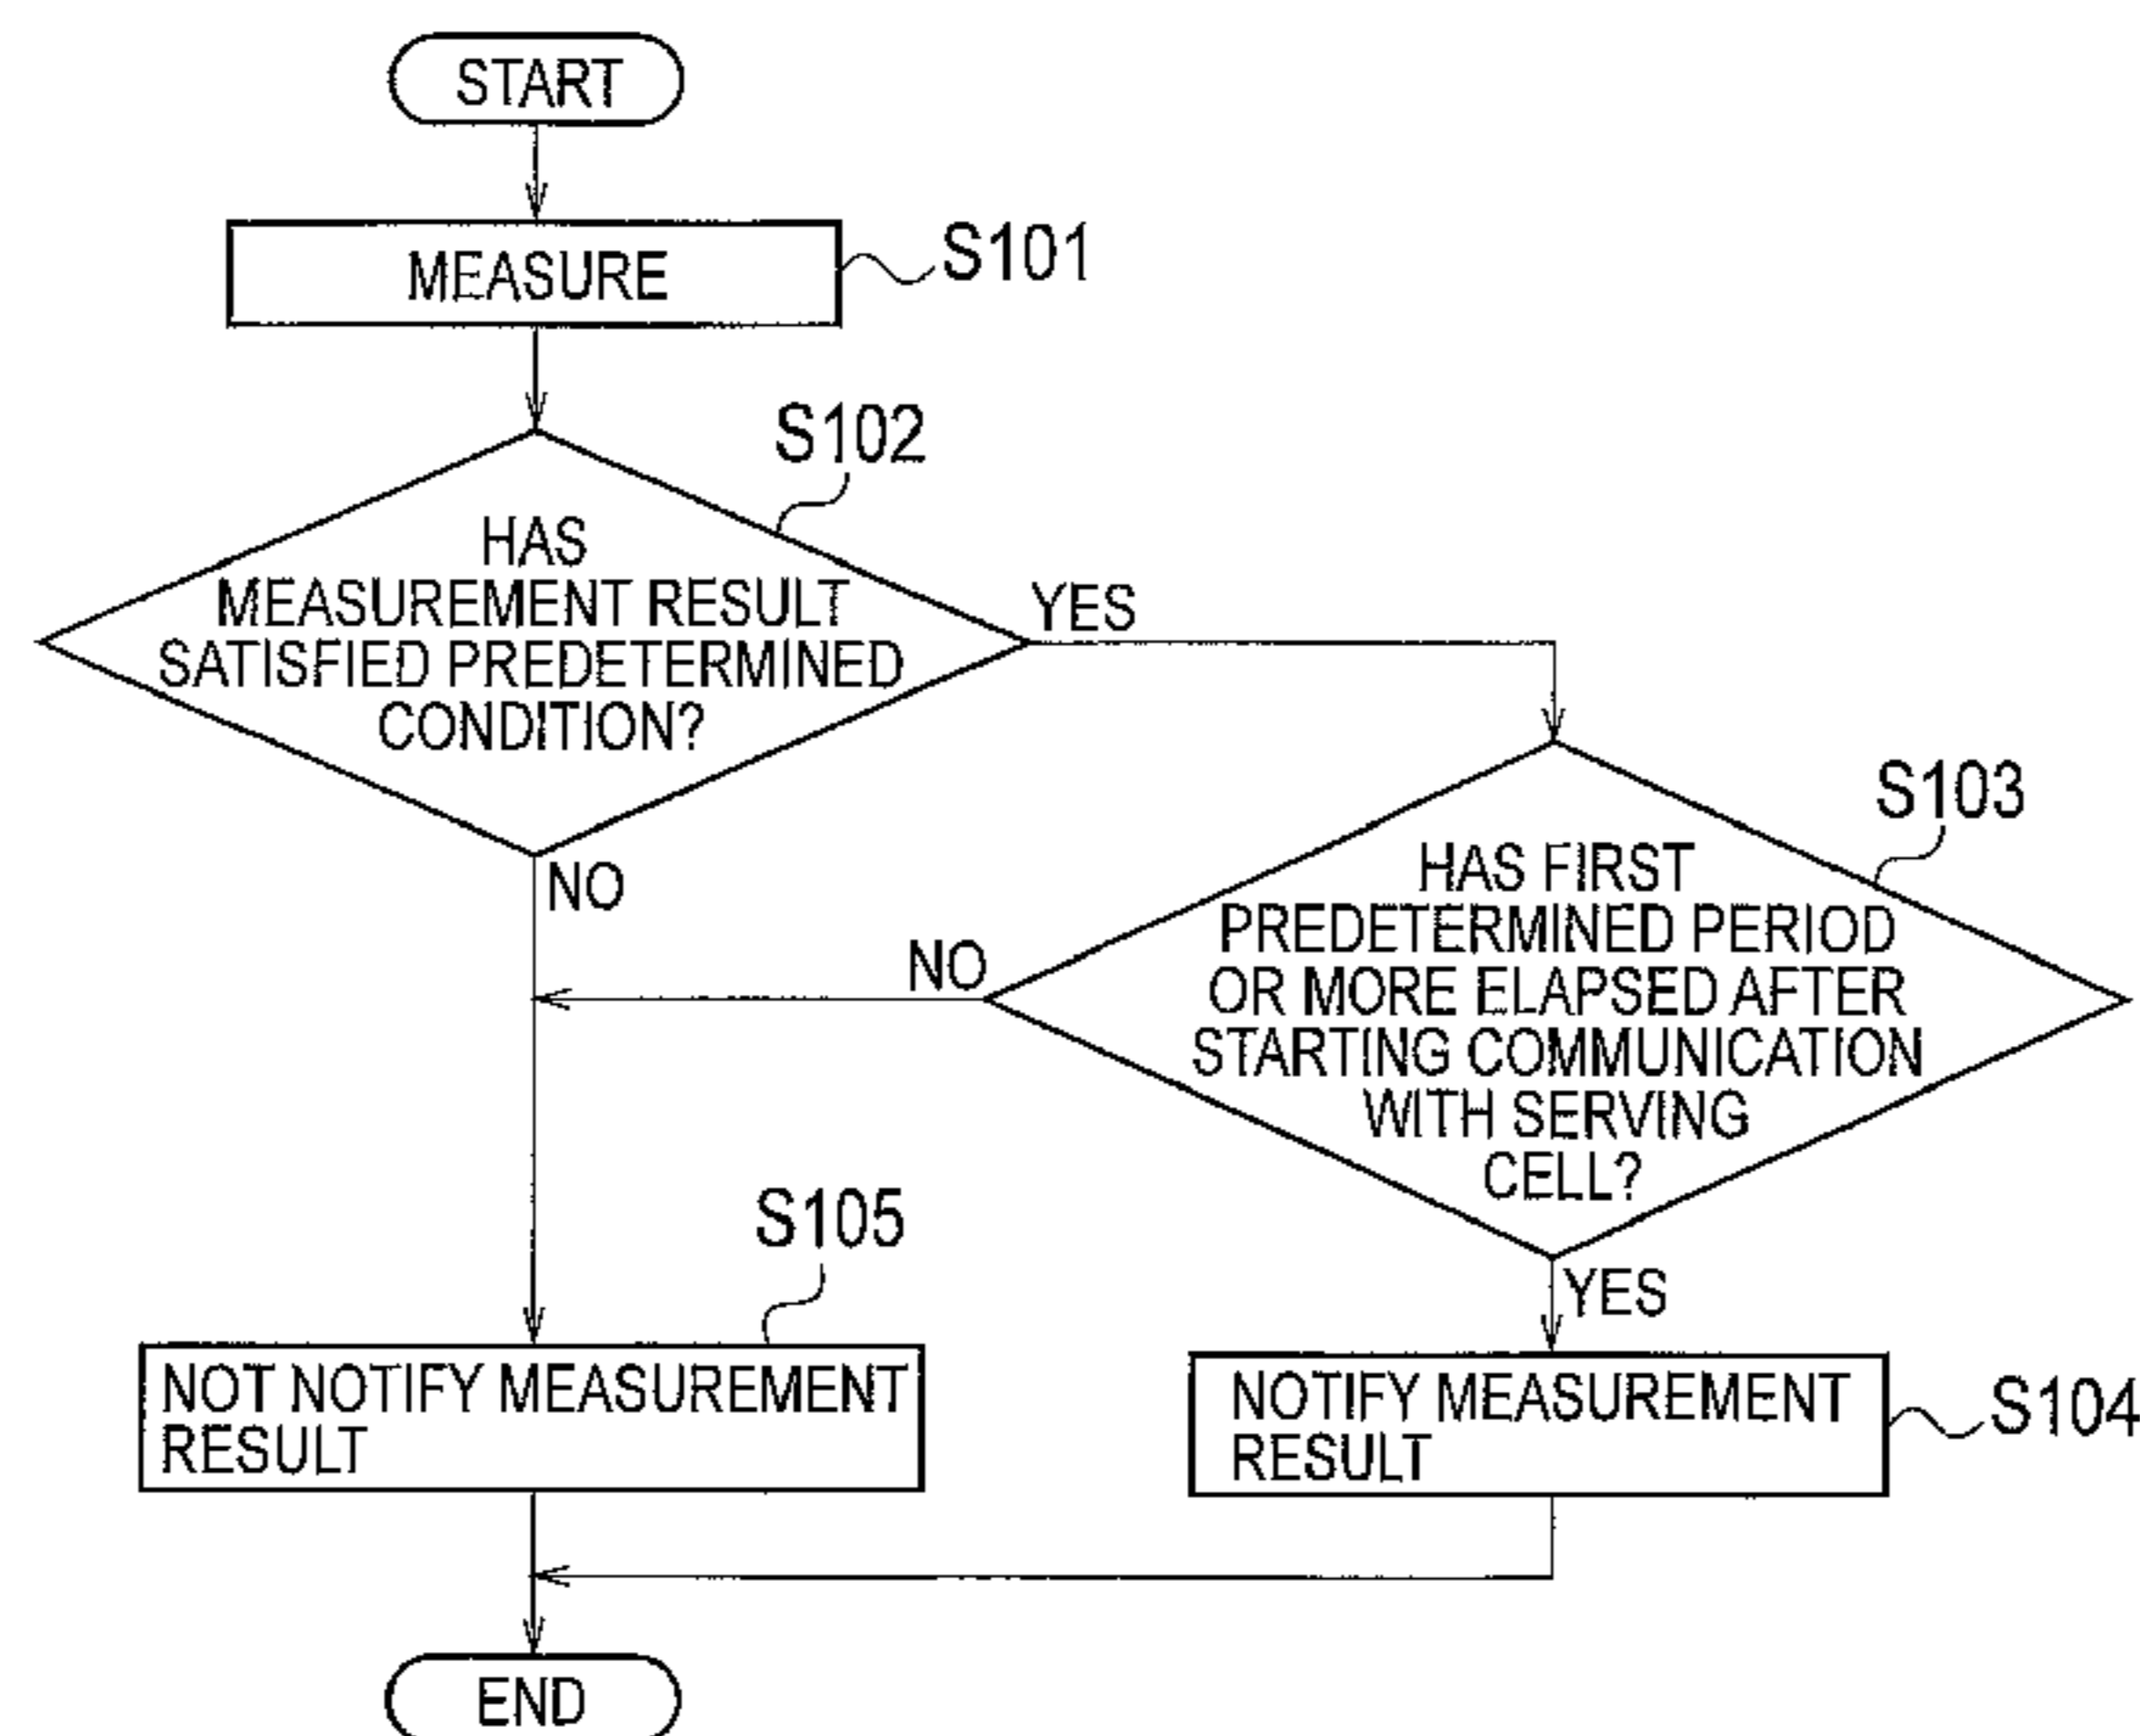 START
MEASURE
S101
S102
HAS
MEASUREMENT RESULT
SATISFIED PREDETERMINED
CONDITION?
YES
NO
S103
HAS FIRST
PREDETERMINED PERIOD
OR MORE ELAPSED AFTER
STARTING COMMUNICATION
WITH SERVING
CELL?
NO
YES
S105
NOT NOTIFY MEASUREMENT
RESULT
NOTIFY MEASUREMENT
RESULT
S104
END